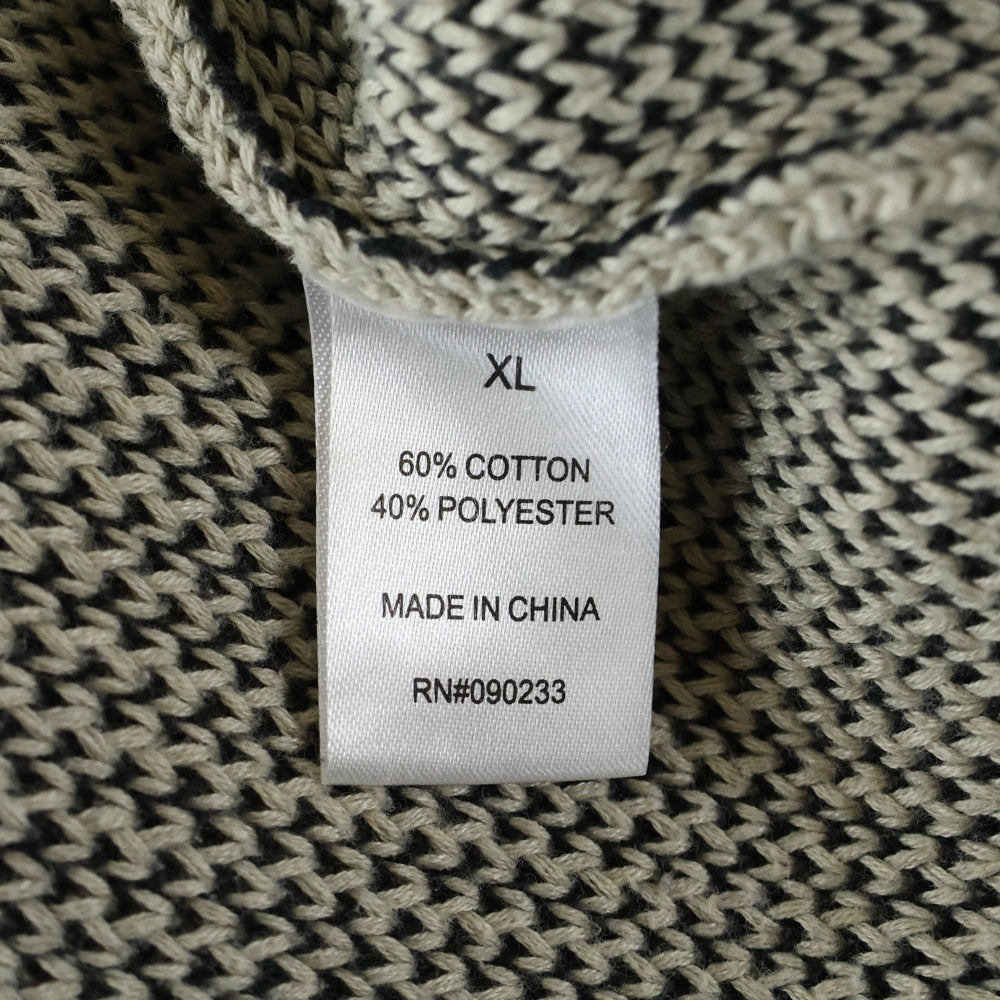 XL
60% COTTON
40% POLYESTER
MADE IN CHINA
RN#090233